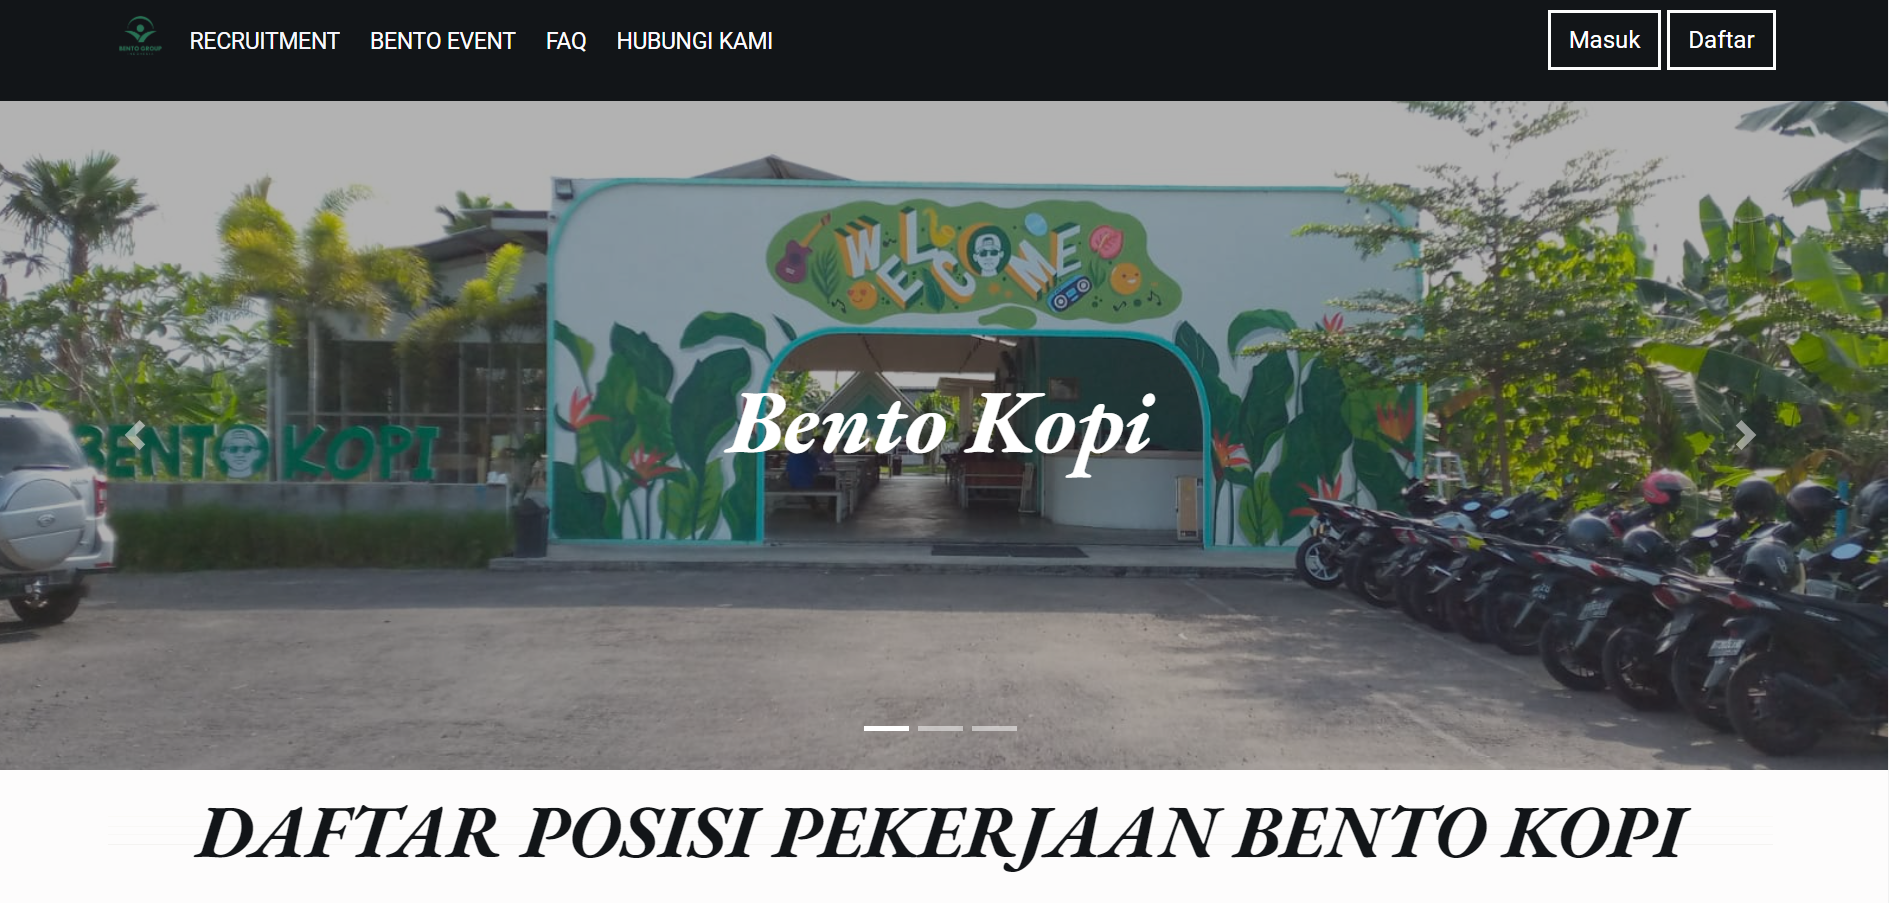 BENTO GROUP
RECRUITMENT
BENTO EVENT
FAQ
HUBUNGI KAMI
Masuk
Daftar
WELCOME
BENTO KOPI
Bento Kopi
DAFTAR POSISI PEKERJAAN BENTO KOPI